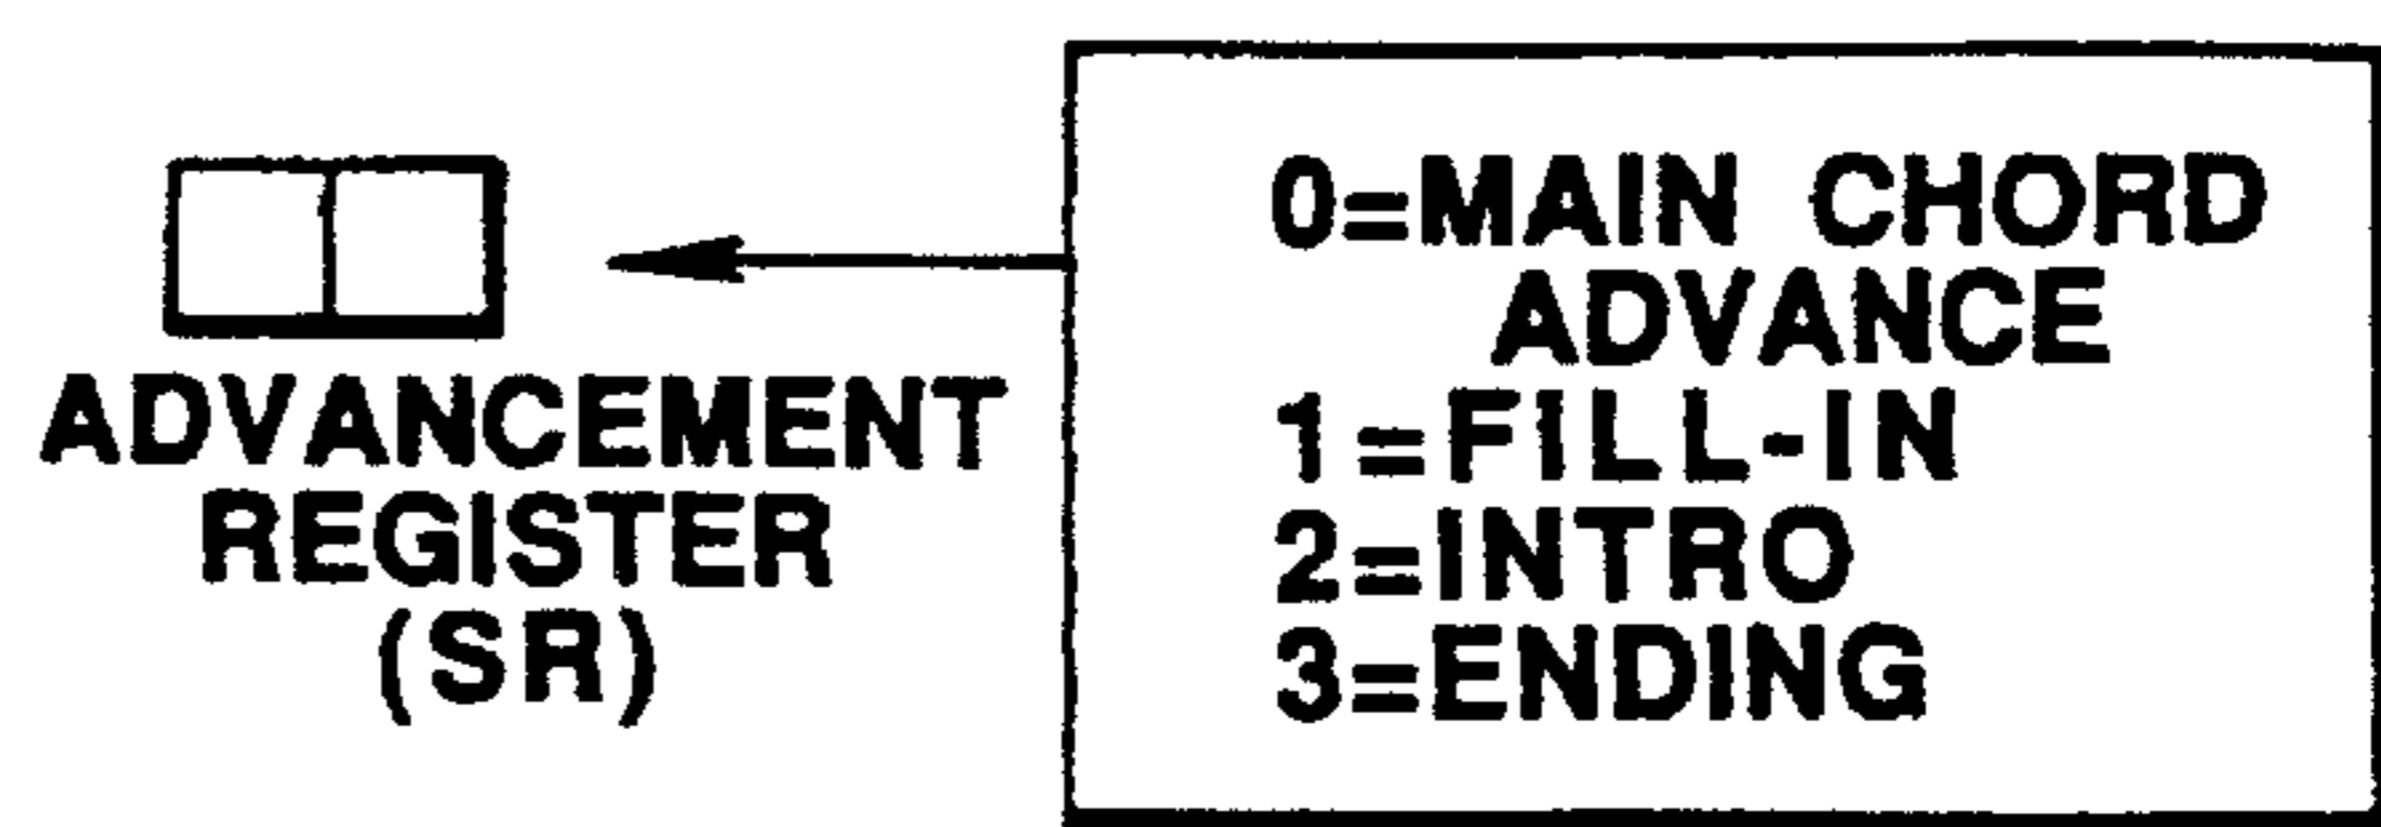 ADVANCEMENT
REGISTER
(SR)
0=MAIN CHORD
ADVANCE
1=FILL-IN
2=INTRO
3=ENDING